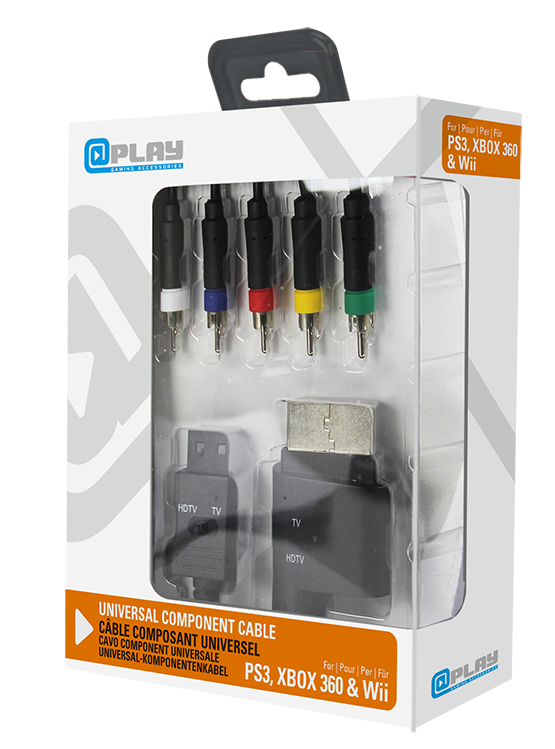 @PLAY
GAMING ACCESSORIES
For | Pour | Per | Für
PS3, XBOX 360
& Wii
HDTV TV
TV
HDTV
UNIVERSAL COMPONENT CABLE
CÂBLE COMPOSANT UNIVERSEL
CAVO COMPONENT UNIVERSALE
UNIVERSAL-KOMPONENTENKABEL
For | Pour | Per | Für
PS3, XBOX 360 & Wii
@PLAY
GAMING ACCESSORIES